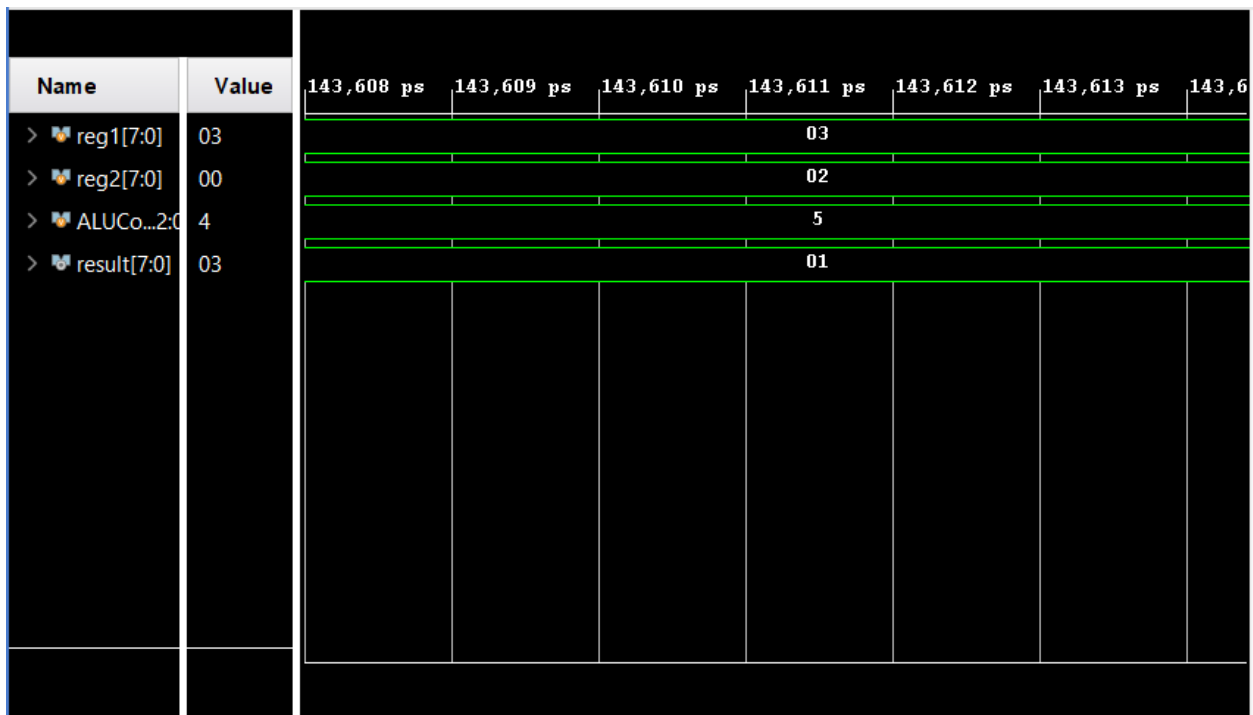 Name Value 143,608 ps 143,609 ps 143,610 ps 143,611 ps 143,612 ps 143,613 ps 143,6
reg1[7:0] 03 03
reg2[7:0] 00 02
ALUCo...2:0 4 5
result[7:0] 03 01